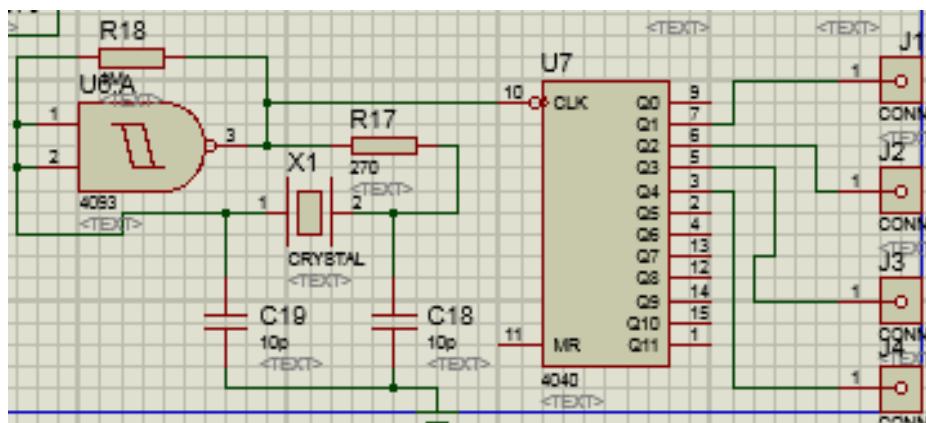 R18
U6:A
1
2
3
4093
<TEXT>
R17
270
<TEXT>
X1
1
2
CRYSTAL
<TEXT>
C19
10p
<TEXT>
C18
10p
<TEXT>
<TEXT>
U7
10
CLK
11
MR
Q0
9
Q1
7
Q2
6
Q3
5
Q4
3
Q5
2
Q6
4
Q7
13
Q8
12
Q9
14
Q10
15
Q11
1
4040
<TEXT>
<TEXT>
J1
1
CONN
J2
1
CONN
J3
1
CONN
J4
1
CONN